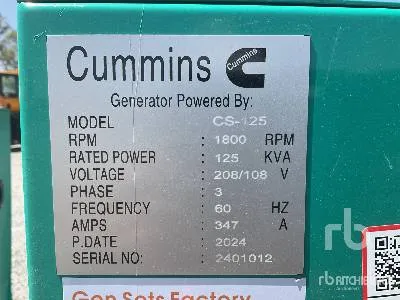 Cummins Cummins
Generator Powered By:
MODEL CS-125
RPM : 1800 RPM
RATED POWER : 125 KVA
VOLTAGE : 208/108 V
PHASE : 3
FREQUENCY : 60 HZ
AMPS : 347 A
P.DATE : 2024
SERIAL NO: : 2401012
rb
RITCHIE
Gen Sets Factory